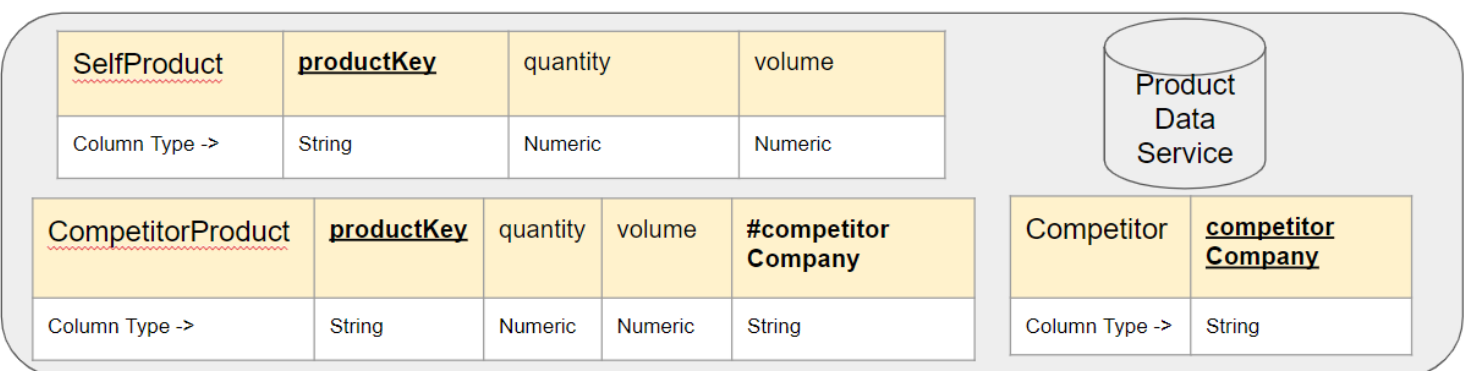 SelfProduct productKey quantity volume
Column Type -> String Numeric Numeric
Product
Data
Service
CompetitorProduct productKey quantity volume #competitor
Company
Column Type -> String Numeric Numeric String
Competitor competitor
Company
Column Type -> String